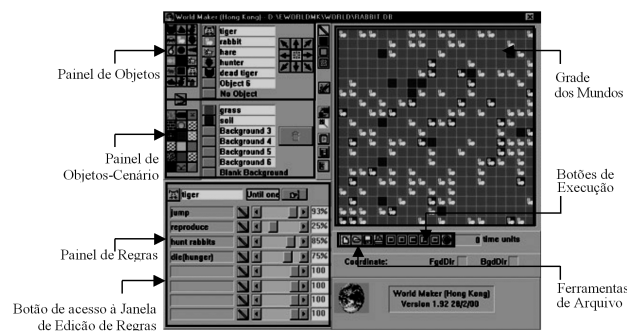 World Maker (Hong Kong) - D:\EWORLDMK\WORLD\RABBIT DB
tiger
rabbit
hare
hunter
dead tiger
Object 6
No Object
grass
soil
Background 3
Background 4
Background 5
Background 6
Blank Background
tiger
Until one
jump
93%
reproduce
25%
hunt rabbits
85%
die(hunger)
75%
100
100
100
100
0 time units
Coordinate:
FgdDir
BgdDir
World Maker (Hong Kong)
Version 1.92 28/2/00
Painel de Objetos
Painel de
Objetos-Cenário
Painel de Regras
Botão de acesso à Janela
de Edição de Regras
Grade
dos Mundos
Botões de
Execução
Ferramentas
de Arquivo